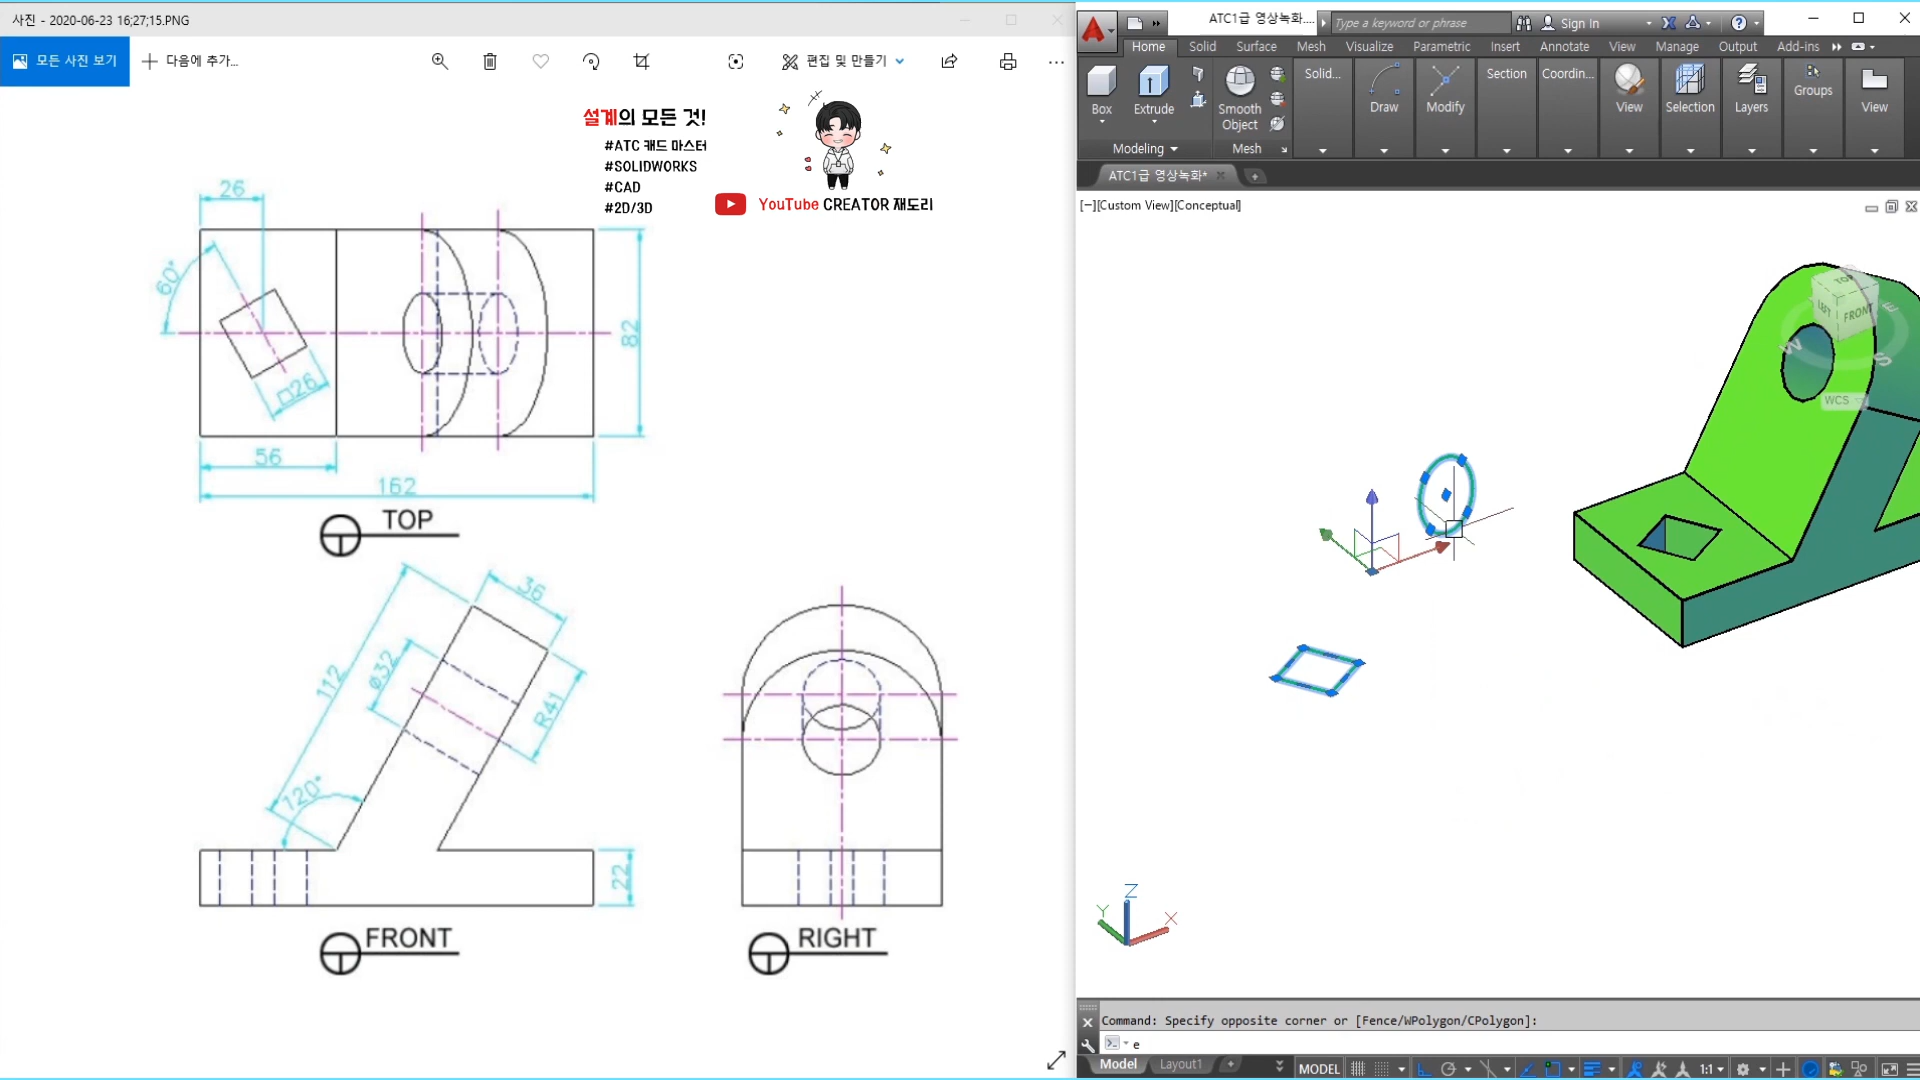 사진 - 2020-06-23 16;27;15.PNG
모든 사진 보기
다음에 추가...
편집 및 만들기
설계의 모든 것!
#ATC 캐드 마스터
#SOLIDWORKS
#CAD
#2D/3D
YouTube CREATOR 재도리
26
60°
□26
82
56
162
TOP
36
112
ø32
R41
120°
22
FRONT
RIGHT
ATC1급 영상녹화....
Type a keyword or phrase
Sign In
Home
Solid
Surface
Mesh
Visualize
Parametric
Insert
Annotate
View
Manage
Output
Add-ins
Box
Extrude
Smooth
Object
Solid...
Draw
Modify
Section
Coordin...
View
Selection
Layers
Groups
View
Modeling
Mesh
ATC1급 영상녹화*
[−][Custom View][Conceptual]
TOP
LEFT
FRONT
W
S
E
WCS
Z
Y
X
Command: Specify opposite corner or [Fence/WPolygon/CPolygon]:
e
Model
Layout1
MODEL
1:1